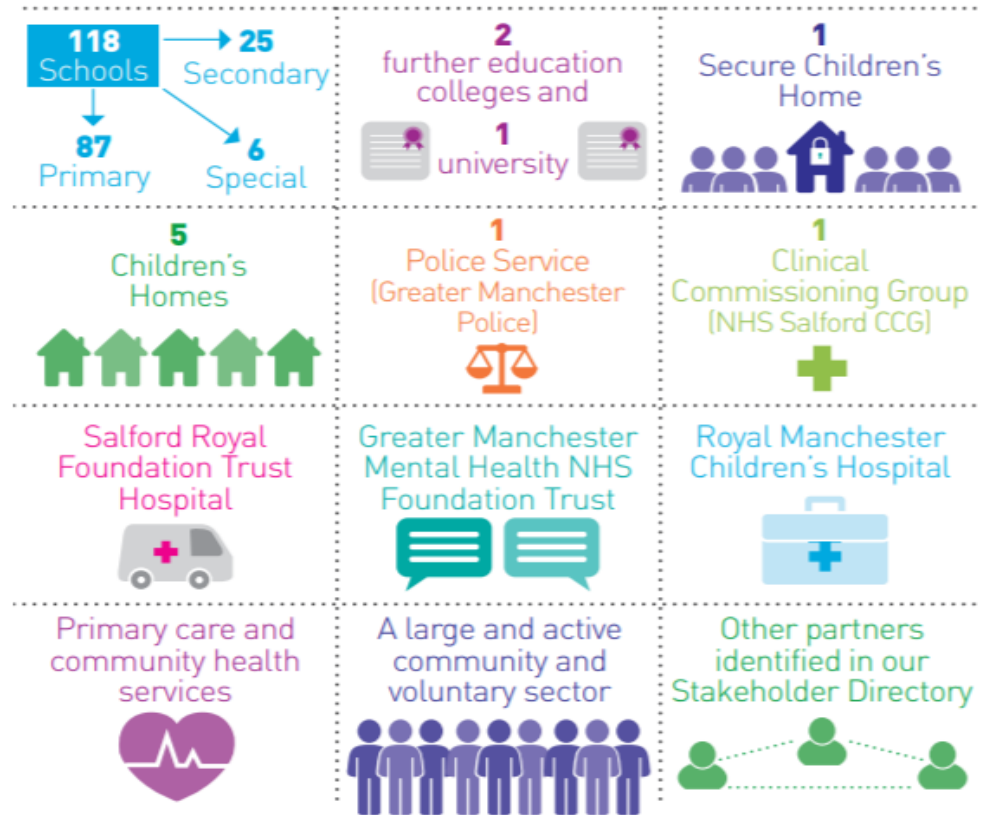 118
Schools
25
Secondary
87
Primary
6
Special
2
further education
colleges and
1
university
1
Secure Children's
Home
5
Children's
Homes
1
Police Service
(Greater Manchester
Police)
1
Clinical
Commissioning Group
(NHS Salford CCG)
Salford Royal
Foundation Trust
Hospital
Greater Manchester
Mental Health NHS
Foundation Trust
Royal Manchester
Children's Hospital
Primary care and
community health
services
A large and active
community and
voluntary sector
Other partners
identified in our
Stakeholder Directory